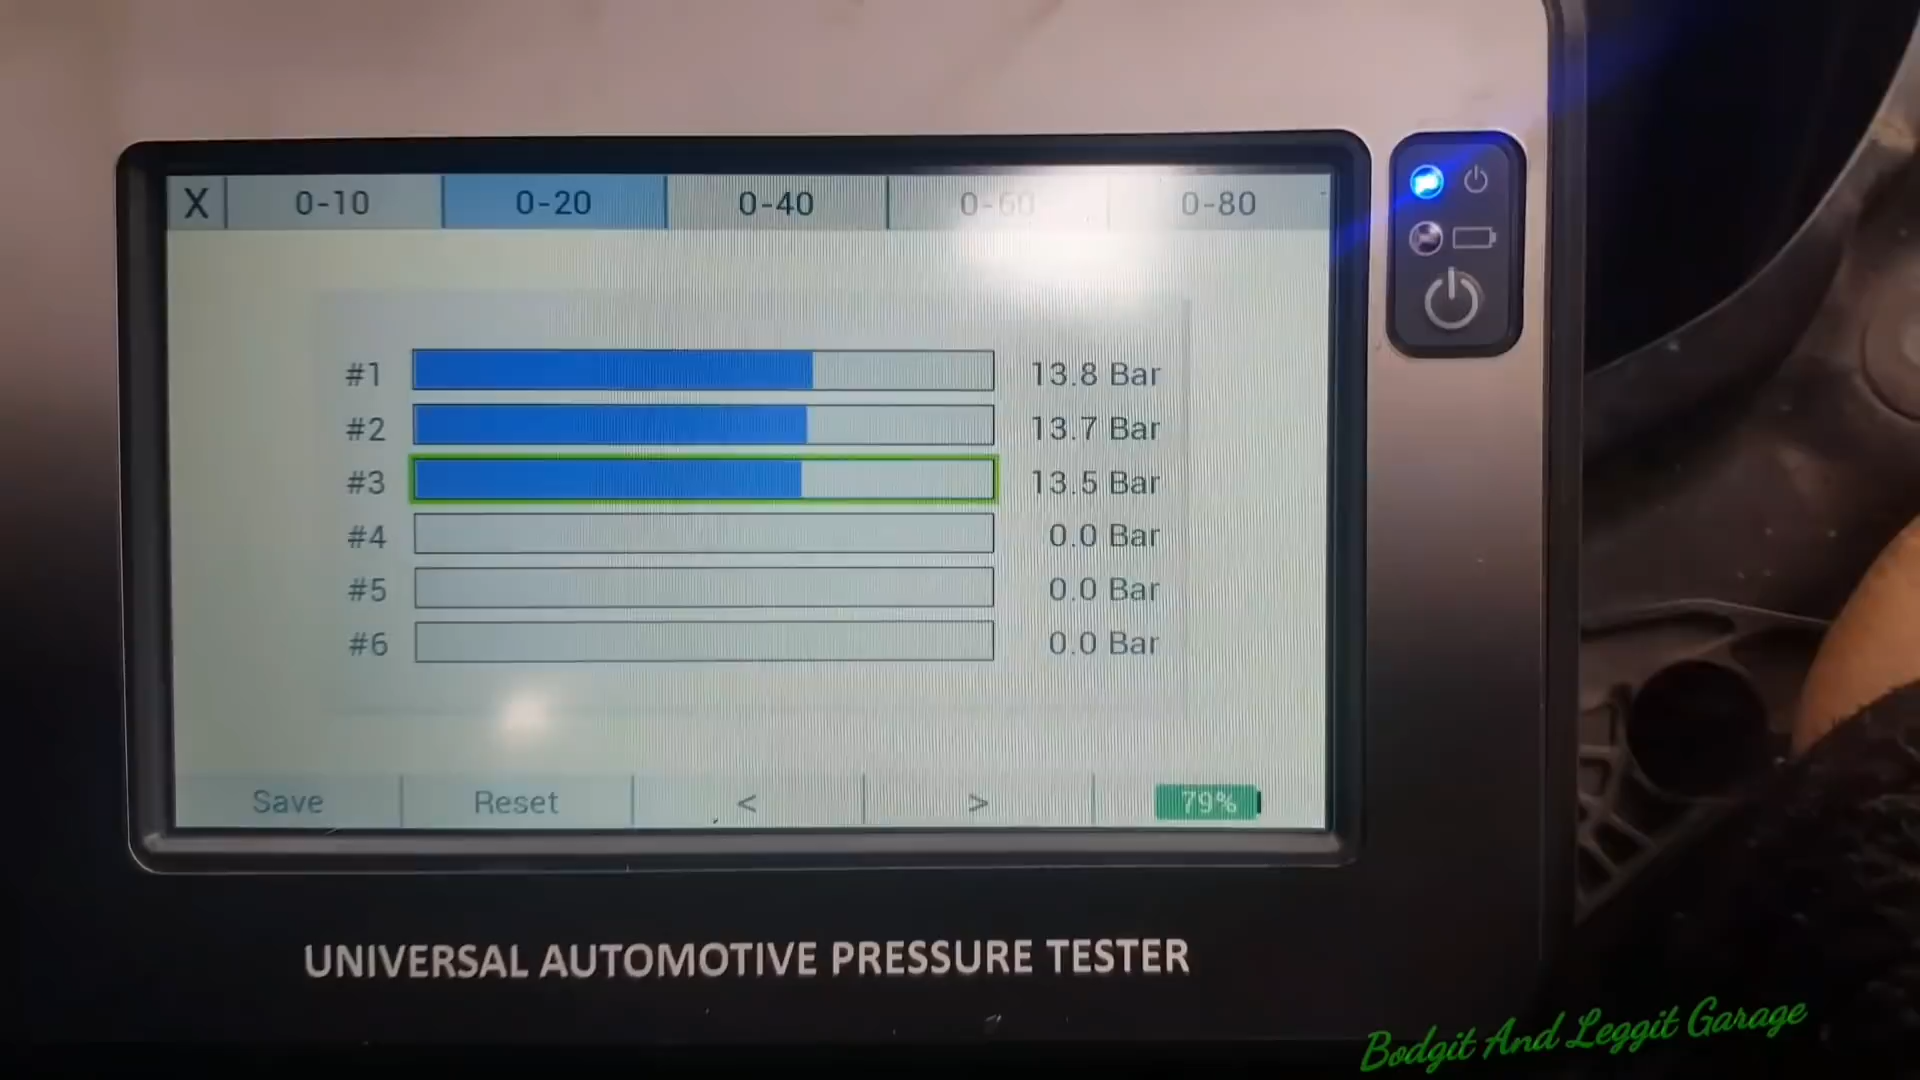 X 0-10 0-20 0-40 0-60 0-80
#1 13.8 Bar
#2 13.7 Bar
#3 13.5 Bar
#4 0.0 Bar
#5 0.0 Bar
#6 0.0 Bar
Save Reset < > 79%
UNIVERSAL AUTOMOTIVE PRESSURE TESTER
Bodgit And Leggit Garage